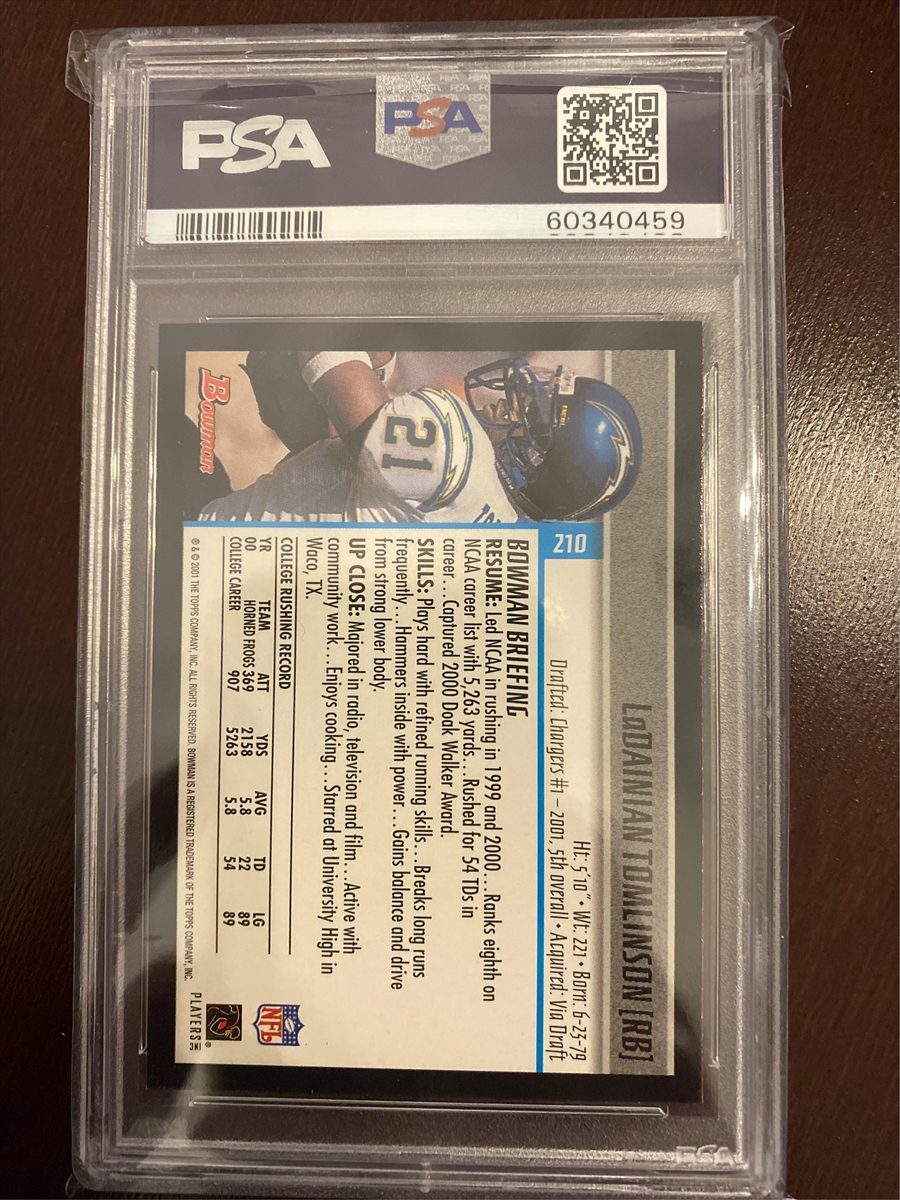 PSA
PSA
60340459
LaDAINIAN TOMLINSON [RB]
Ht: 5'10" • Wt: 221 • Born: 6-23-79
Drafted: Chargers #1 – 2001, 5th overall • Acquired: Via Draft
210
BOWMAN BRIEFING
RESUME: Led NCAA in rushing in 1999 and 2000...Ranks eighth on
NCAA career list with 5,263 yards...Rushed for 54 TDs in
career...Captured 2000 Doak Walker Award.
SKILLS: Plays hard with refined running skills...Breaks long runs
frequently...Hammers inside with power...Gains balance and drive
from strong lower body.
UP CLOSE: Majored in radio, television and film...Active with
community work...Enjoys cooking...Starred at University High in
Waco, TX.
COLLEGE RUSHING RECORD
YR TEAM ATT YDS AVG TD LG
00 HORNED FROGS 369 2158 5.8 22 89
COLLEGE CAREER 907 5263 5.8 54 89
® & © 2001 THE TOPPS COMPANY, INC. ALL RIGHTS RESERVED. BOWMAN IS A REGISTERED TRADEMARK OF THE TOPPS COMPANY, INC.
Bowman
21
NFL
PLAYERS INC
PSA